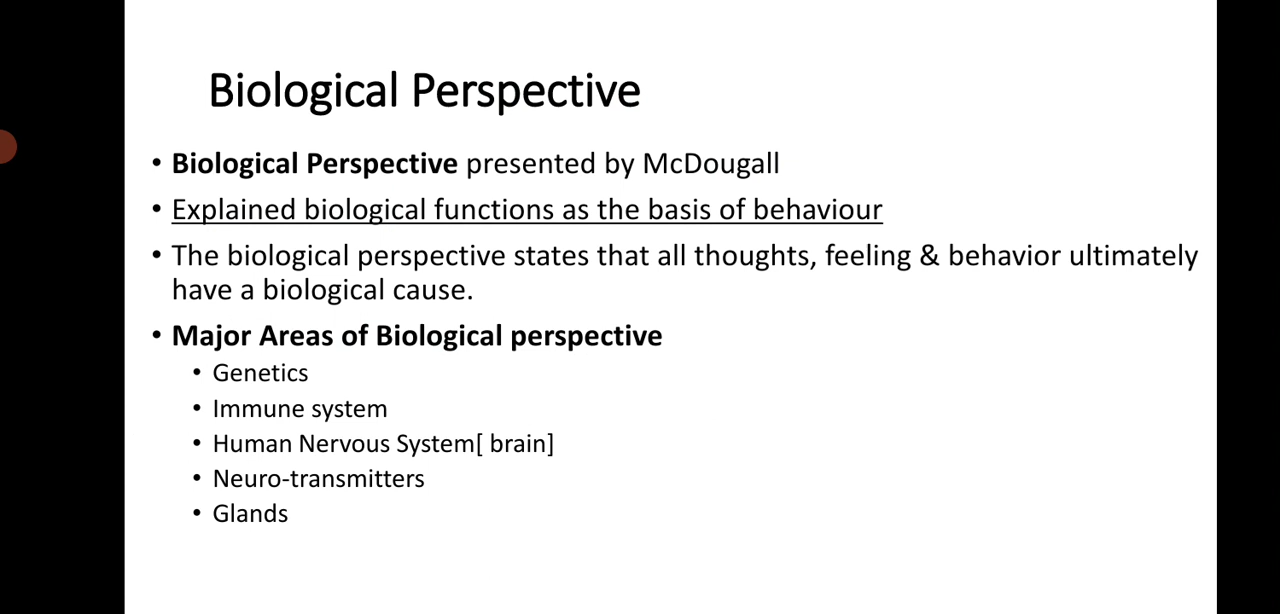 Biological Perspective
• Biological Perspective presented by McDougall
• Explained biological functions as the basis of behaviour
• The biological perspective states that all thoughts, feeling & behavior ultimately
have a biological cause.
• Major Areas of Biological perspective
• Genetics
• Immune system
• Human Nervous System[ brain]
• Neuro-transmitters
• Glands